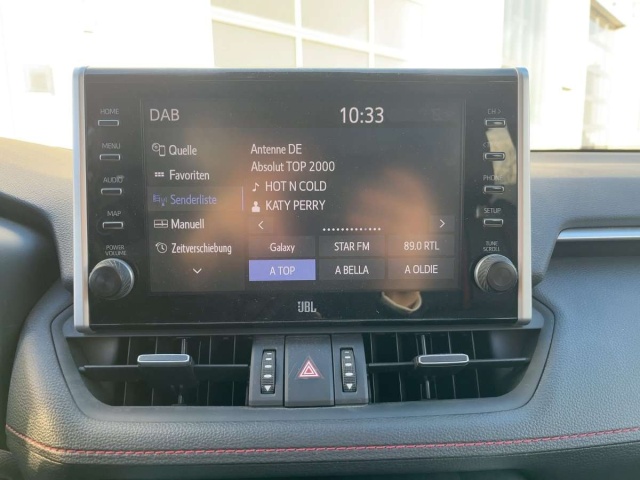 DAB
10:33
HOME
MENU
AUDIO
MAP
POWER
VOLUME
Quelle
Favoriten
Senderliste
Manuell
Zeitverschiebung
Antenne DE
Absolut TOP 2000
HOT N COLD
KATY PERRY
Galaxy
STAR FM
89.0 RTL
A TOP
A BELLA
A OLDIE
CH >
SETUP
TUNE
SCROLL
JBL